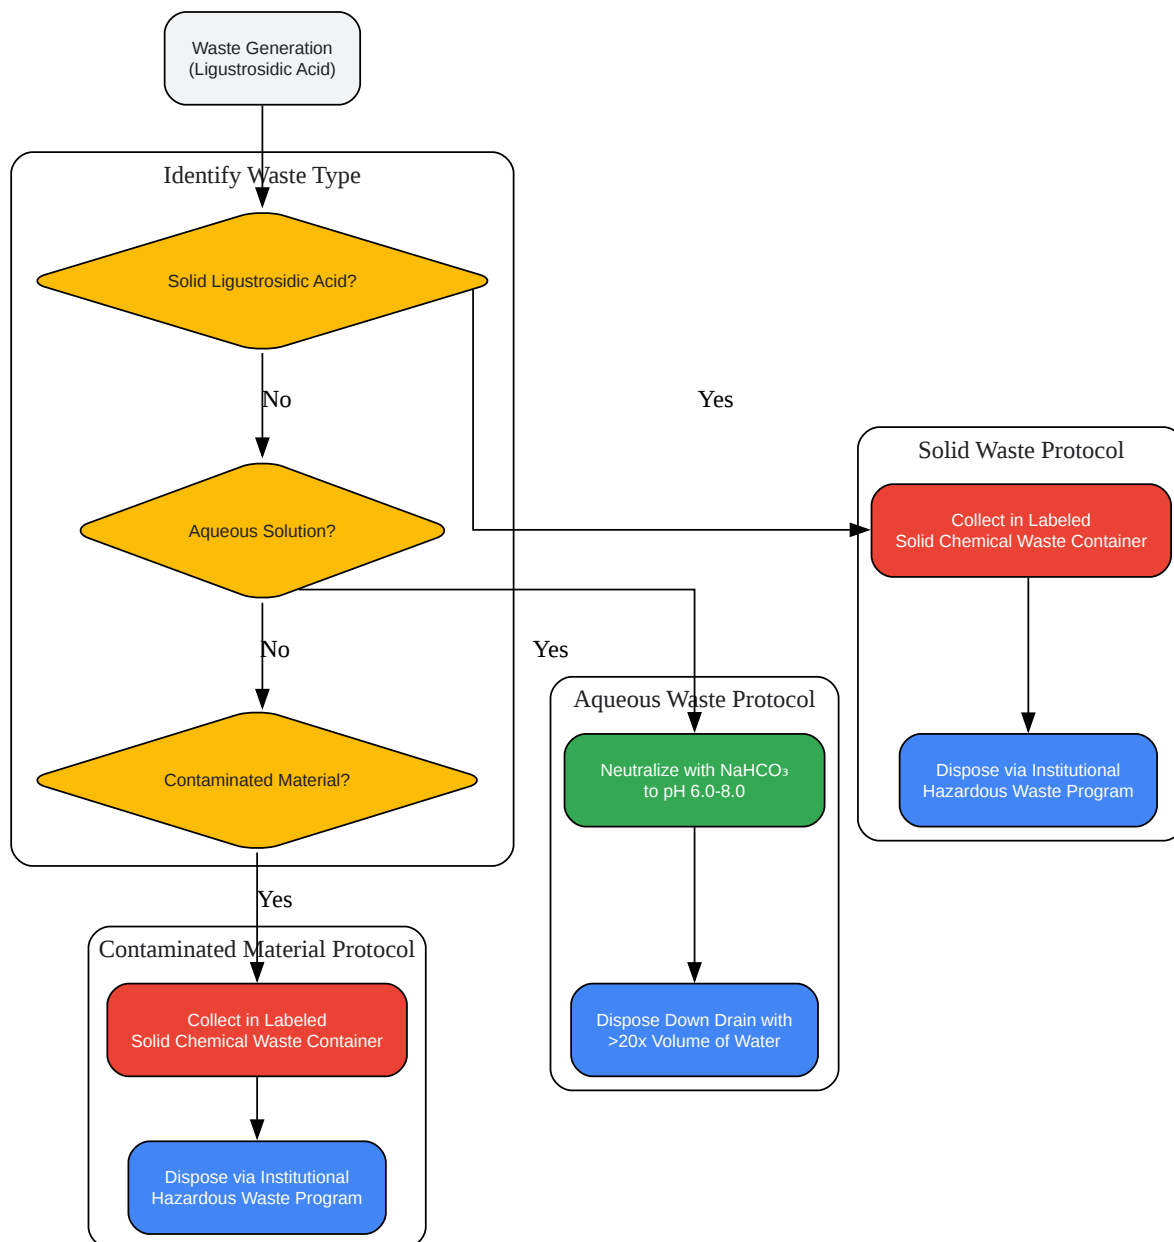 Waste Generation
(Ligustrosidic Acid)
Identify Waste Type
Solid Ligustrosidic Acid?
No
Yes
Aqueous Solution?
No
Yes
Contaminated Material?
Yes
Solid Waste Protocol
Collect in Labeled
Solid Chemical Waste Container
Dispose via Institutional
Hazardous Waste Program
Aqueous Waste Protocol
Neutralize with NaHCO₃
to pH 6.0-8.0
Dispose Down Drain with
>20x Volume of Water
Contaminated Material Protocol
Collect in Labeled
Solid Chemical Waste Container
Dispose via Institutional
Hazardous Waste Program